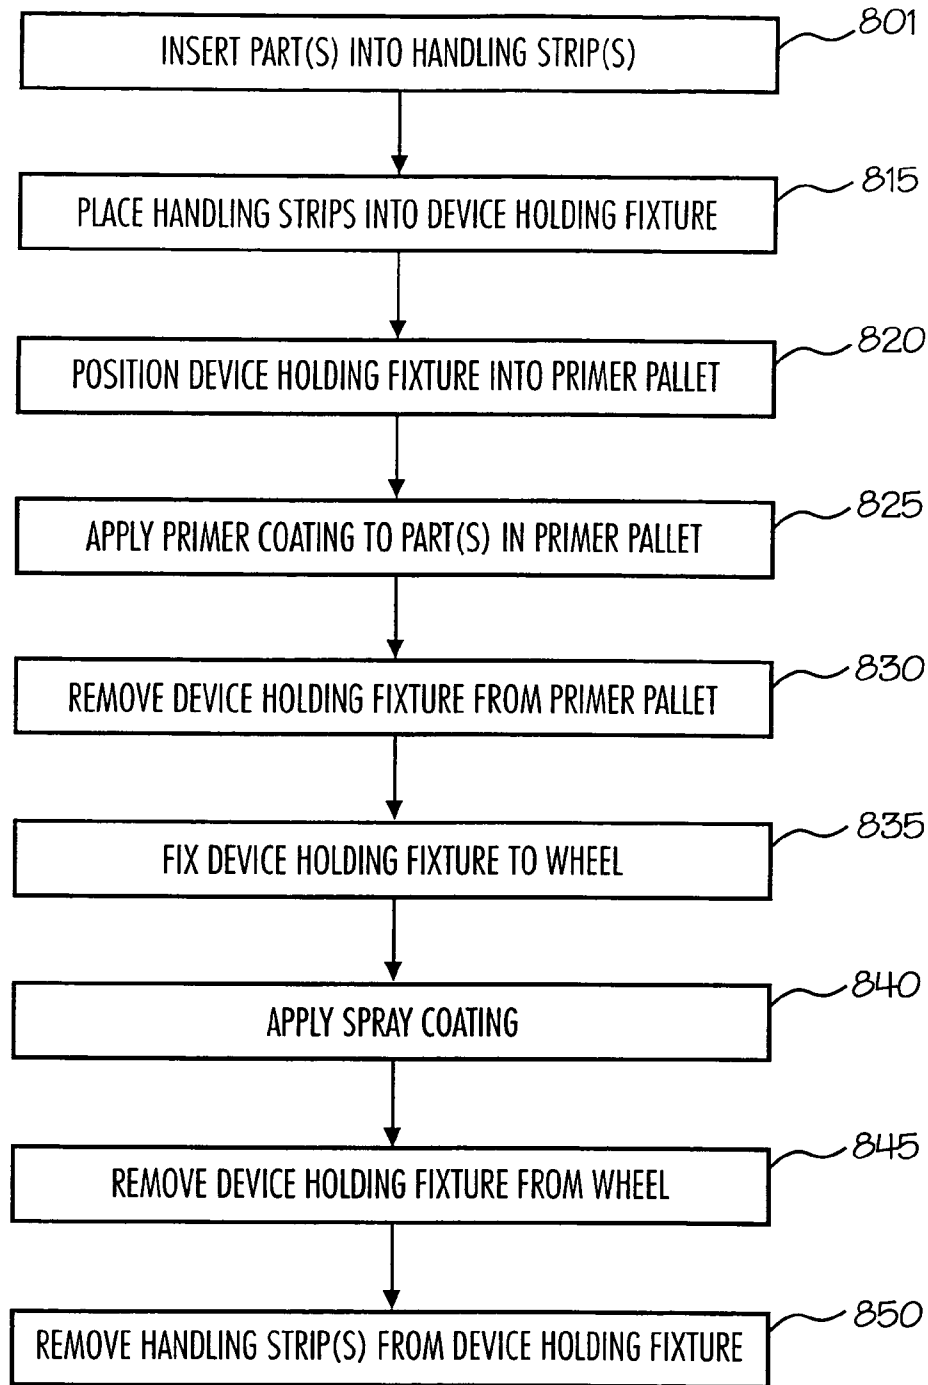 INSERT PART(S) INTO HANDLING STRIP(S)
801
PLACE HANDLING STRIPS INTO DEVICE HOLDING FIXTURE
815
POSITION DEVICE HOLDING FIXTURE INTO PRIMER PALLET
820
APPLY PRIMER COATING TO PART(S) IN PRIMER PALLET
825
REMOVE DEVICE HOLDING FIXTURE FROM PRIMER PALLET
830
FIX DEVICE HOLDING FIXTURE TO WHEEL
835
APPLY SPRAY COATING
840
REMOVE DEVICE HOLDING FIXTURE FROM WHEEL
845
REMOVE HANDLING STRIP(S) FROM DEVICE HOLDING FIXTURE
850